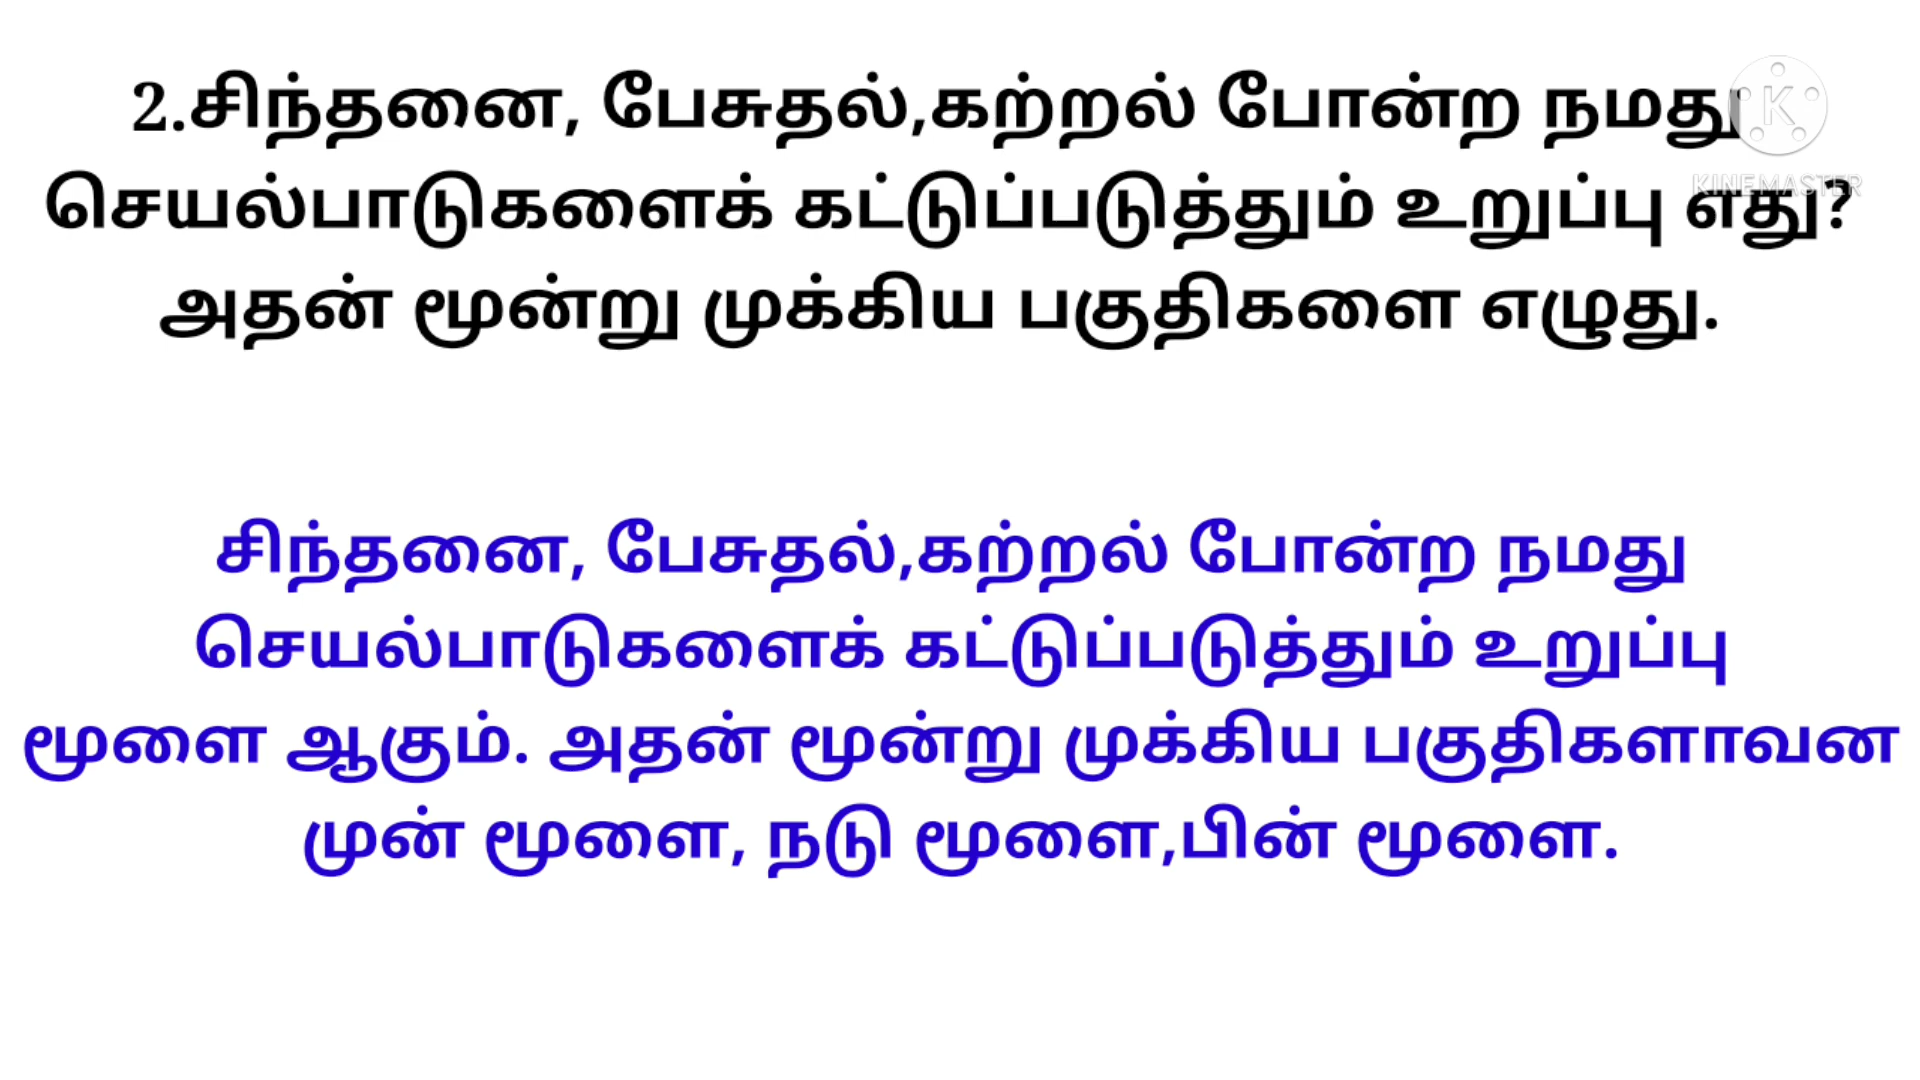 2.சிந்தனை, பேசுதல்,கற்றல் போன்ற நமது
செயல்பாடுகளைக் கட்டுப்படுத்தும் உறுப்பு எது?
அதன் மூன்று முக்கிய பகுதிகளை எழுது.
சிந்தனை, பேசுதல்,கற்றல் போன்ற நமது
செயல்பாடுகளைக் கட்டுப்படுத்தும் உறுப்பு
மூளை ஆகும். அதன் மூன்று முக்கிய பகுதிகளாவன
முன் மூளை, நடு மூளை,பின் மூளை.
K
KINEMASTER